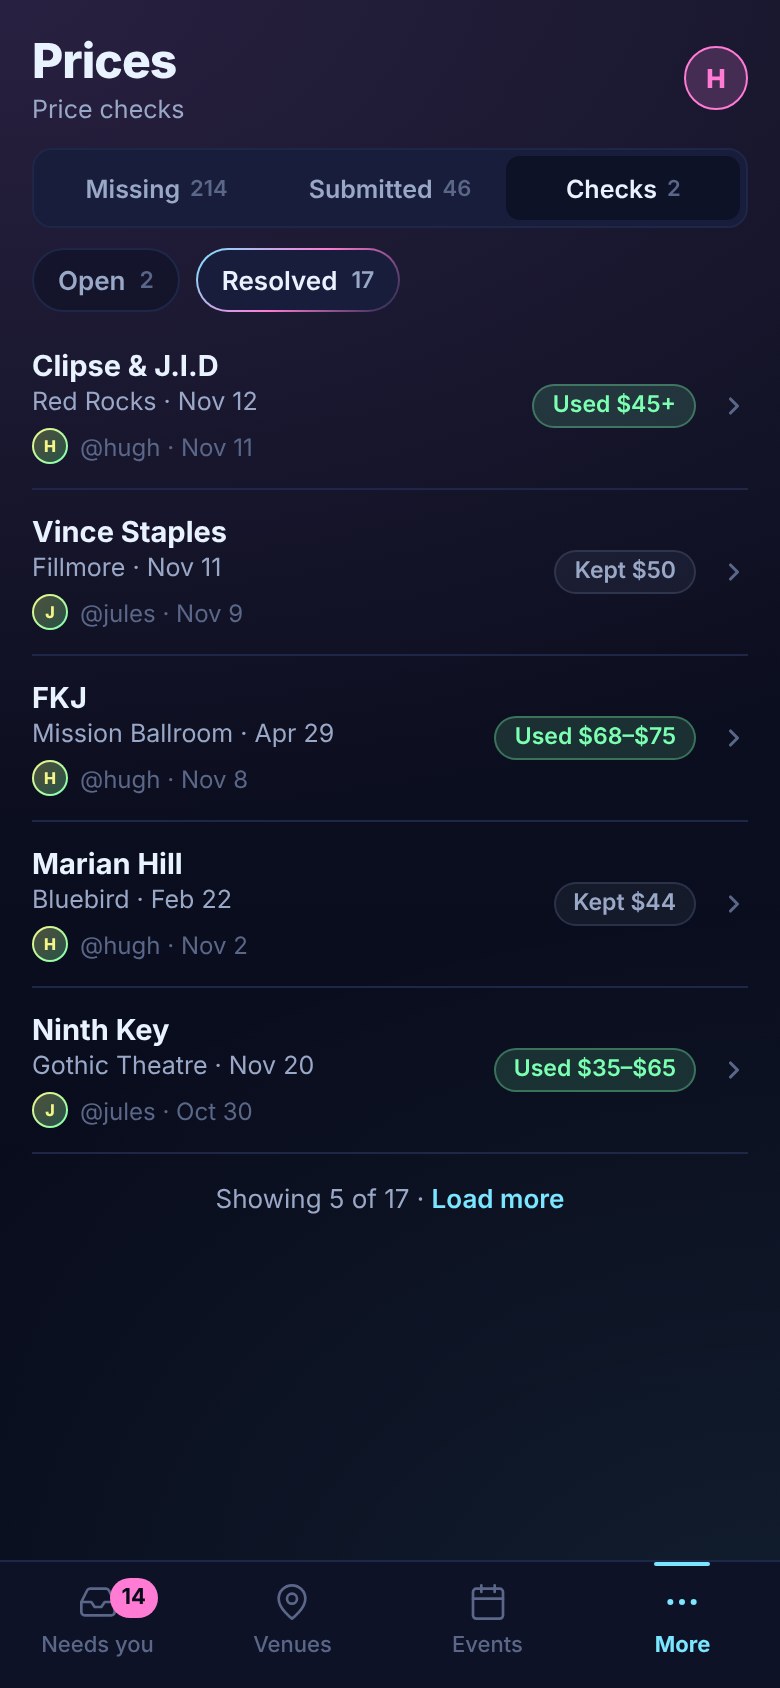 Prices
Price checks
H
Missing 214 Submitted 46 Checks 2
Open 2 Resolved 17
Clipse & J.I.D
Red Rocks · Nov 12
Used $45+
H @hugh · Nov 11
Vince Staples
Fillmore · Nov 11
Kept $50
J @jules · Nov 9
FKJ
Mission Ballroom · Apr 29
Used $68–$75
H @hugh · Nov 8
Marian Hill
Bluebird · Feb 22
Kept $44
H @hugh · Nov 2
Ninth Key
Gothic Theatre · Nov 20
Used $35–$65
J @jules · Oct 30
Showing 5 of 17 · Load more
14
Needs you Venues Events More